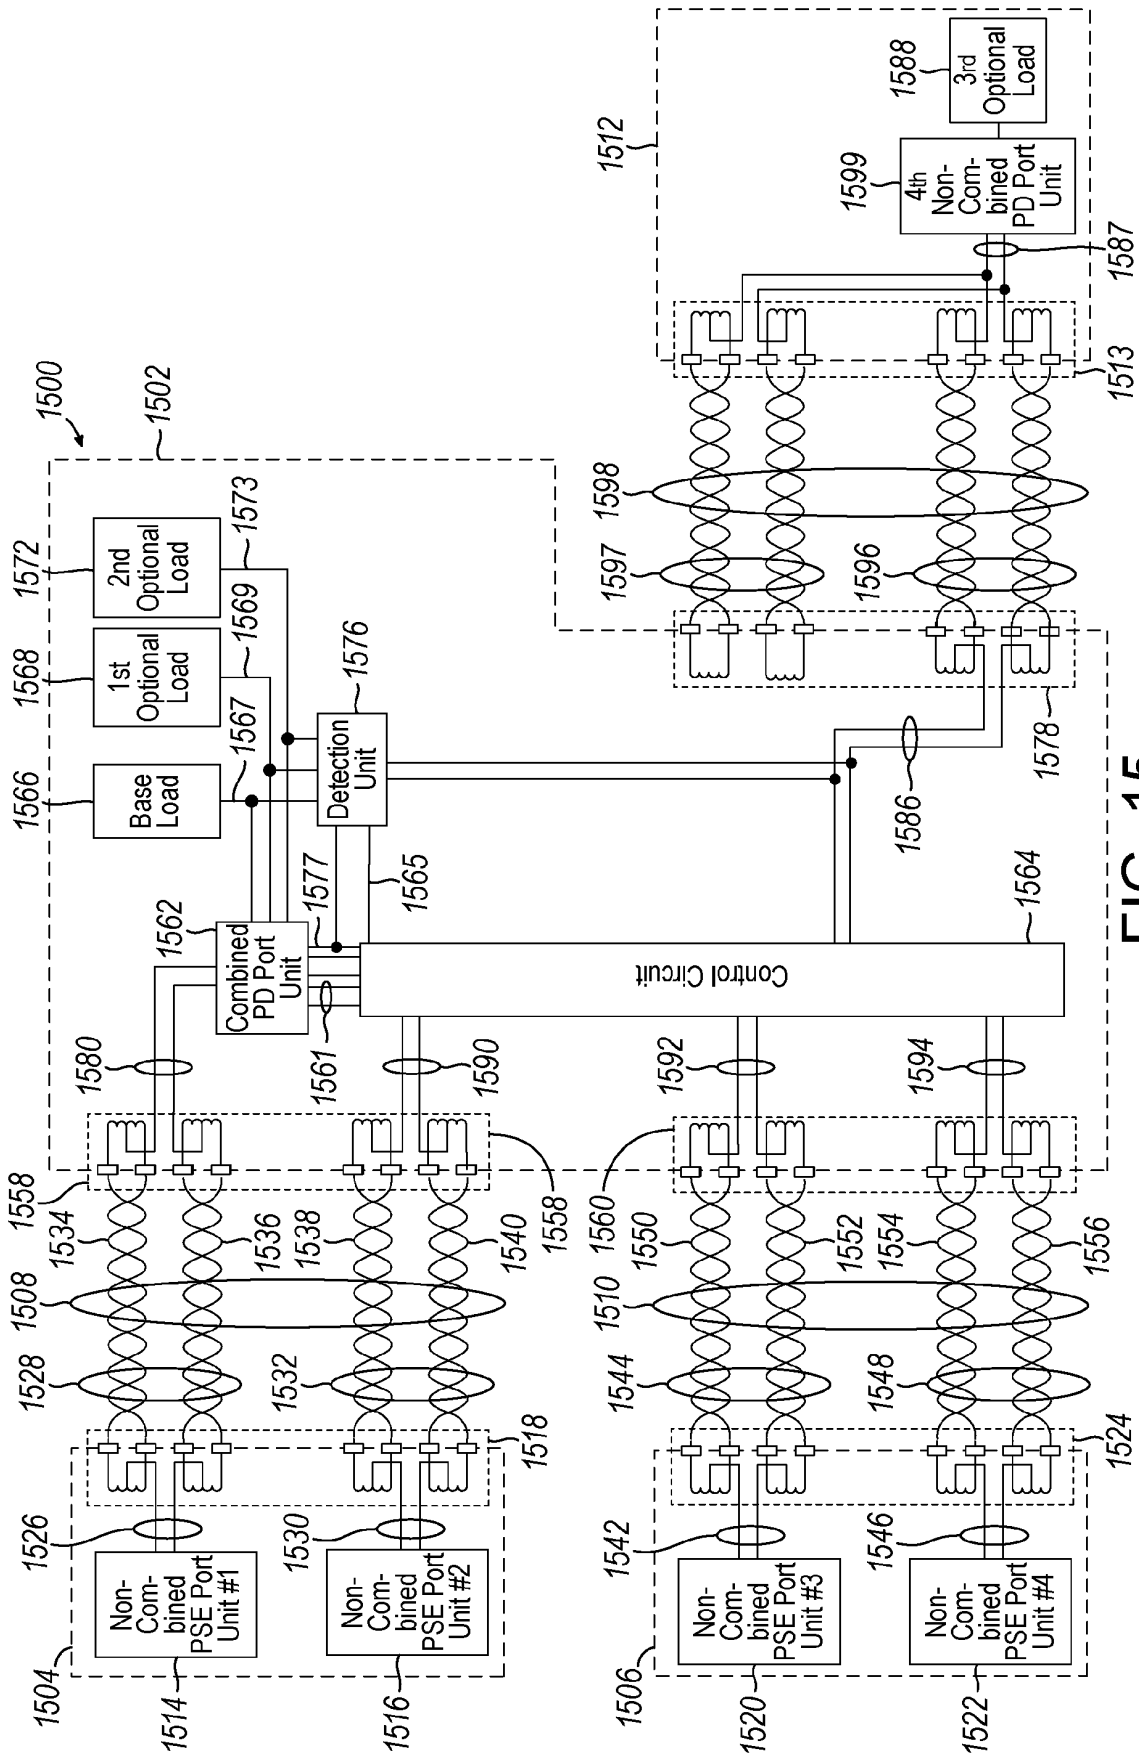 1500
1502
1572
2nd
Optional
Load
1573
1568
1st
Optional
Load
1569
1566
Base
Load
1567
1576
Detection
Unit
1562
Combined
PD Port
Unit
1577
1565
1561
1564
Control Circuit
1580
1590
1592
1594
1586
1578
1558
1558
1560
1534
1536
1538
1540
1508
1528
1532
1518
1550
1552
1554
1556
1510
1544
1548
1524
1504
1526
Non-
Com-
bined
PSE Port
Unit #1
1514
1530
Non-
Com-
bined
PSE Port
Unit #2
1516
1506
1542
Non-
Com-
bined
PSE Port
Unit #3
1520
1546
Non-
Com-
bined
PSE Port
Unit #4
1522
1598
1597
1596
1513
1512
1587
1599
4th
Non-
Com-
bined
PD Port
Unit
1588
3rd
Optional
Load
FIG. 15